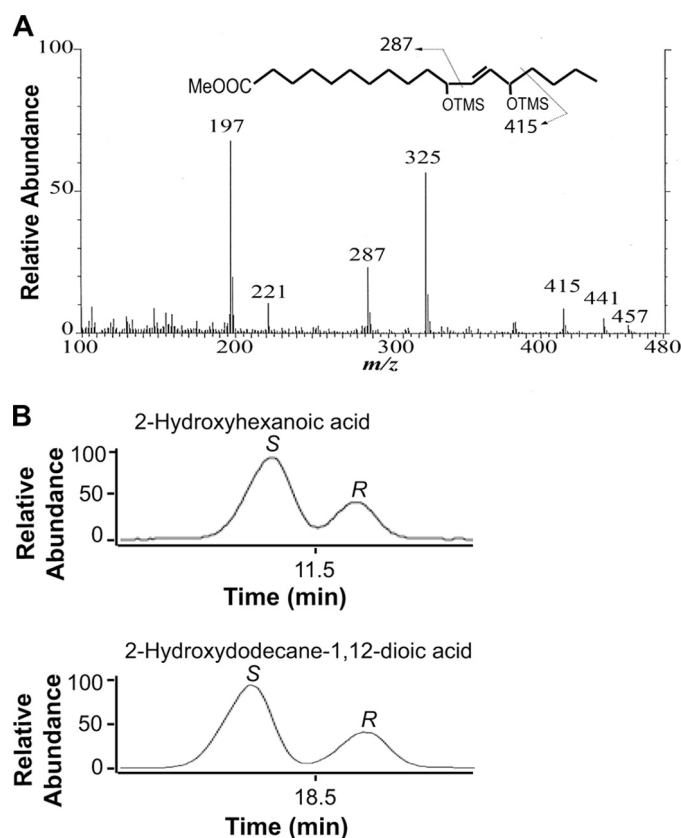 A
Relative Abundance
100
50
0
287
MeOOC
OTMS
OTMS
415
197
325
287
221
415
441
457
100
200
300
400
480
m/z
B
2-Hydroxyhexanoic acid
S
R
Relative
Abundance
100
50
0
11.5
Time (min)
2-Hydroxydodecane-1,12-dioic acid
S
R
Relative
Abundance
100
50
0
18.5
Time (min)